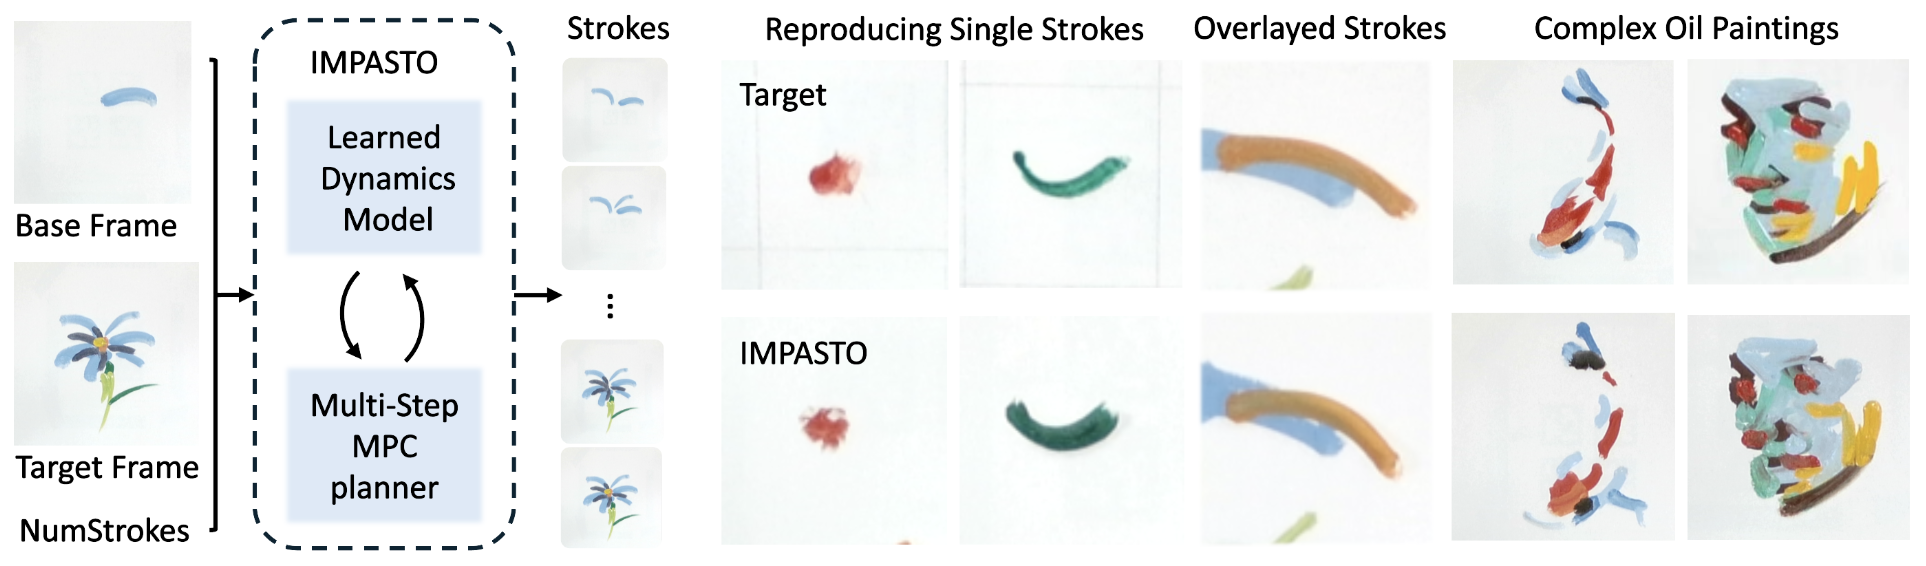 Base Frame
Target Frame
NumStrokes
IMPASTO
Learned
Dynamics
Model
Multi-Step
MPC
planner
Strokes
Reproducing Single Strokes
Overlayed Strokes
Complex Oil Paintings
Target
IMPASTO